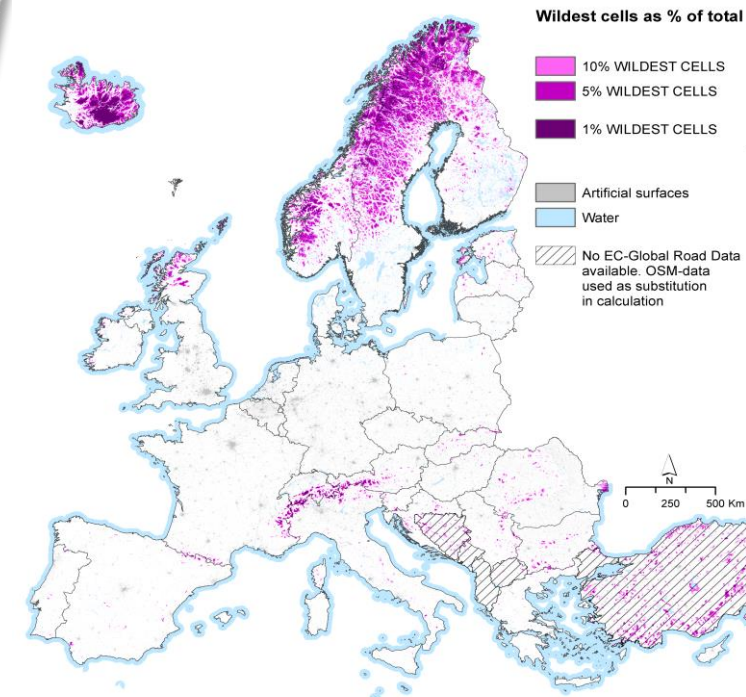 Wildest cells as % of total
10% WILDEST CELLS
5% WILDEST CELLS
1% WILDEST CELLS
Artificial surfaces
Water
No EC-Global Road Data
available. OSM-data
used as substitution
in calculation
N
0 250 500 Km